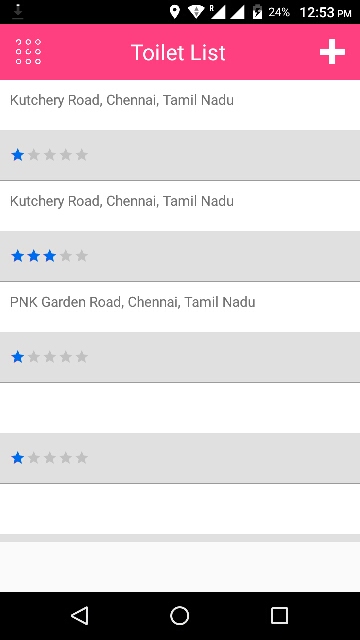 R 24% 12:53 PM
Toilet List
Kutchery Road, Chennai, Tamil Nadu
Kutchery Road, Chennai, Tamil Nadu
PNK Garden Road, Chennai, Tamil Nadu